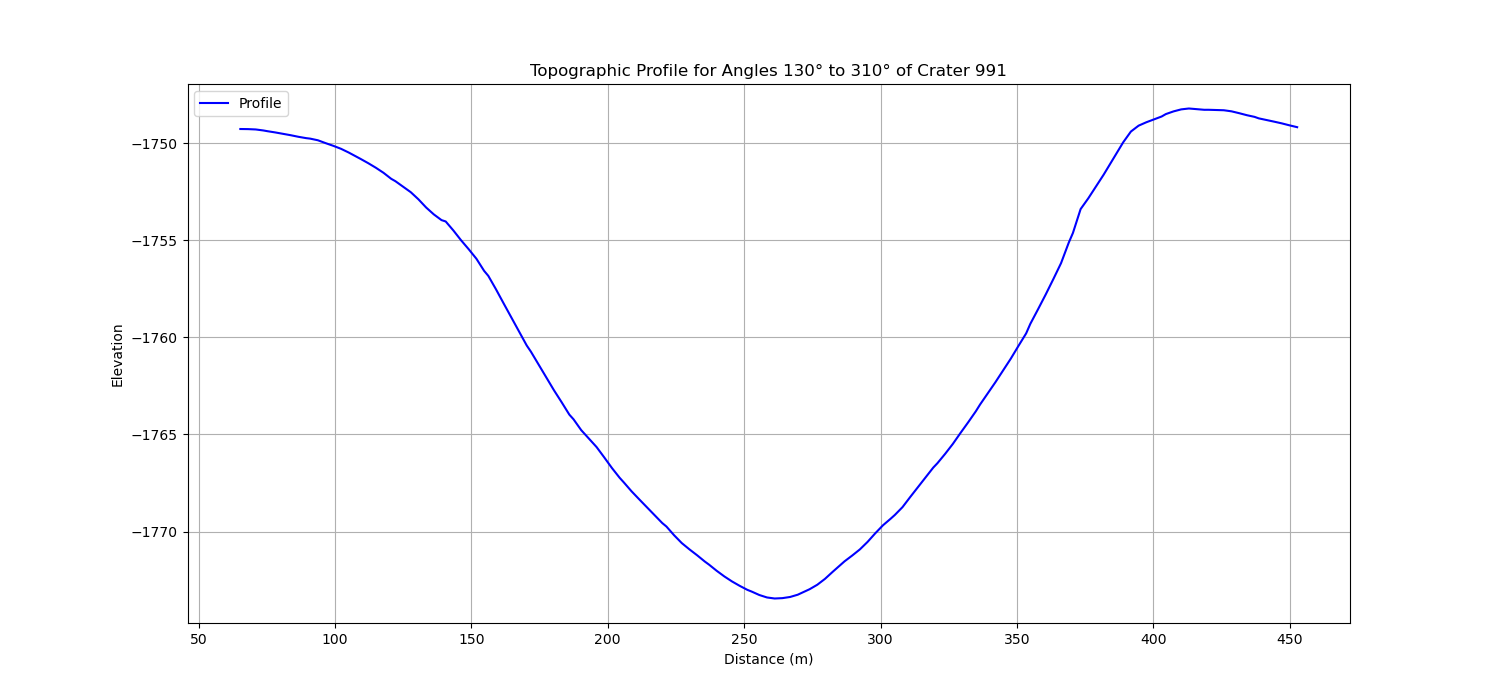 Topographic Profile for Angles 130° to 310° of Crater 991
Profile
Elevation
−1750
−1755
−1760
−1765
−1770
50 100 150 200 250 300 350 400 450
Distance (m)